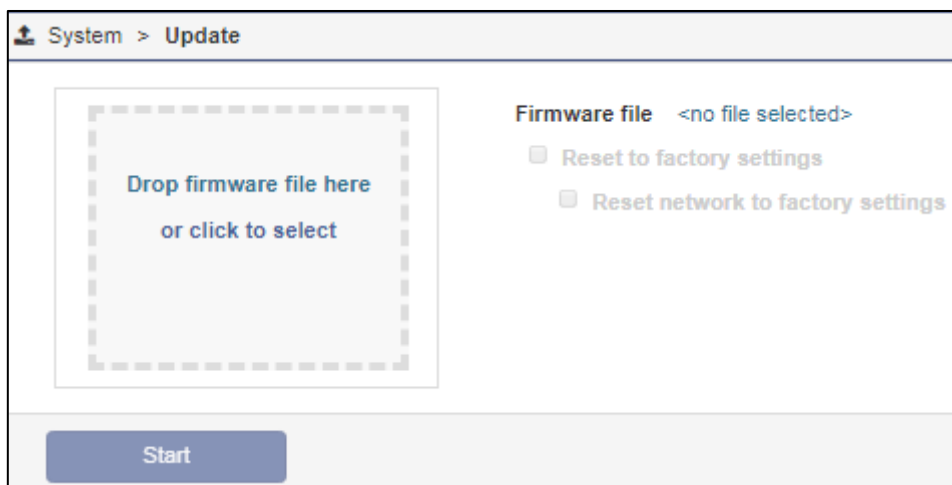 System > Update
Drop firmware file here
or click to select
Firmware file <no file selected>
Reset to factory settings
Reset network to factory settings
Start